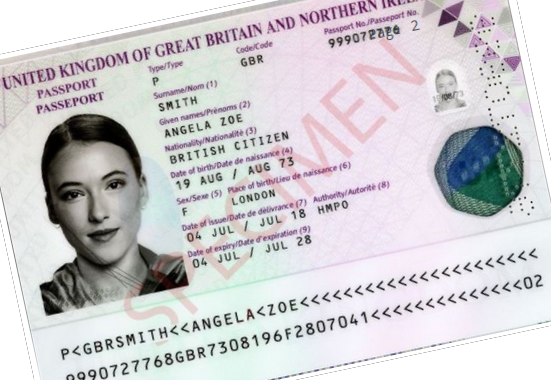 UNITED KINGDOM OF GREAT BRITAIN AND NORTHERN
PASSPORT
PASSEPORT
Type/Type
P
Code/Code
GBR
Passport No./Passeport No.
Surname/Nom (1)
SMITH
Given names/Prénoms (2)
ANGELA ZOE
Nationality/Nationalité (3)
BRITISH CITIZEN
Date of birth/Date de naissance (4)
19 AUG / AUG 73
Sex/Sexe (5) Place of birth/Lieu de naissance (6)
F LONDON
Date of issue/Date de délivrance (7) Authority/Autorité (8)
04 JUL / JUL 18 HMPO
Date of expiry/Date d'expiration (9)
04 JUL / JUL 28
SPECIMEN
P<GBRSMITH<<ANGELA<ZOE<<<<<<<<<<<<<<<<<<<<<<
9990727768GBR7308196F2807041<<<<<<<<<<<<<<02